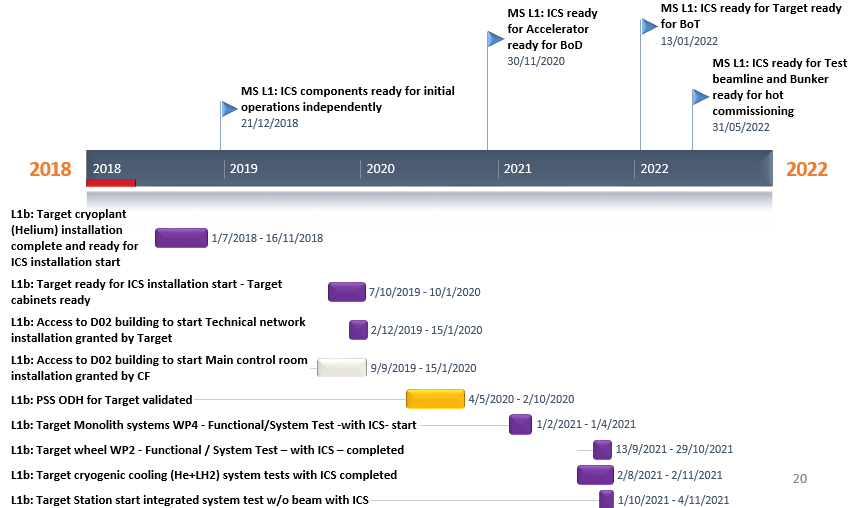 MS L1: ICS ready
for Accelerator
ready for BoD
30/11/2020
MS L1: ICS ready for Target ready
for BoT
13/01/2022
MS L1: ICS ready for Test
beamline and Bunker
ready for hot
commissioning
31/05/2022
MS L1: ICS components ready for initial
operations independently
21/12/2018
2018
2018
2019
2020
2021
2022
2022
L1b: Target cryoplant
(Helium) installation
complete and ready for
ICS installation start
1/7/2018 - 16/11/2018
L1b: Target ready for ICS installation start - Target
cabinets ready
7/10/2019 - 10/1/2020
L1b: Access to D02 building to start Technical network
installation granted by Target
2/12/2019 - 15/1/2020
L1b: Access to D02 building to start Main control room
installation granted by CF
9/9/2019 - 15/1/2020
L1b: PSS ODH for Target validated
4/5/2020 - 2/10/2020
L1b: Target Monolith systems WP4 - Functional/System Test -with ICS- start
1/2/2021 - 1/4/2021
L1b: Target wheel WP2 - Functional / System Test – with ICS – completed
13/9/2021 - 29/10/2021
L1b: Target cryogenic cooling (He+LH2) system tests with ICS completed
2/8/2021 - 2/11/2021
L1b: Target Station start integrated system test w/o beam with ICS
1/10/2021 - 4/11/2021
20